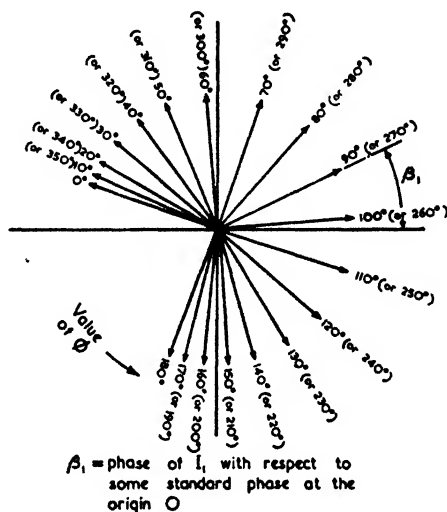 0°
(or 350°)10°
(or 340°)20°
(or 330°)30°
(or 320°)40°
(or 310°)50°
(or 300°)60°
70° (or 290°)
80° (or 280°)
90° (or 270°)
β₁
100° (or 260°)
110° (or 250°)
120° (or 240°)
130° (or 230°)
140° (or 220°)
150° (or 210°)
160° (or 200°)
170° (or 190°)
180°
Value
of Ø
β₁ = phase of I₁ with respect to
some standard phase at the
origin O